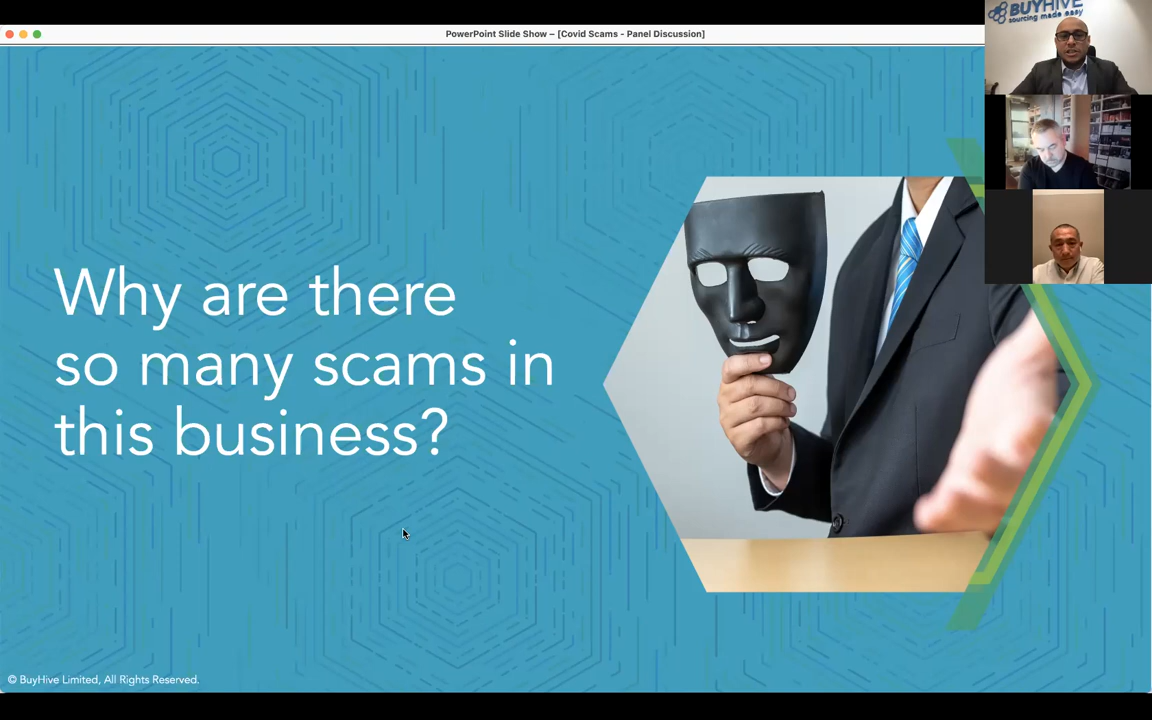 PowerPoint Slide Show – [Covid Scams - Panel Discussion]
BUYHIVE
sourcing made easy
Why are there
so many scams in
this business?
© BuyHive Limited, All Rights Reserved.